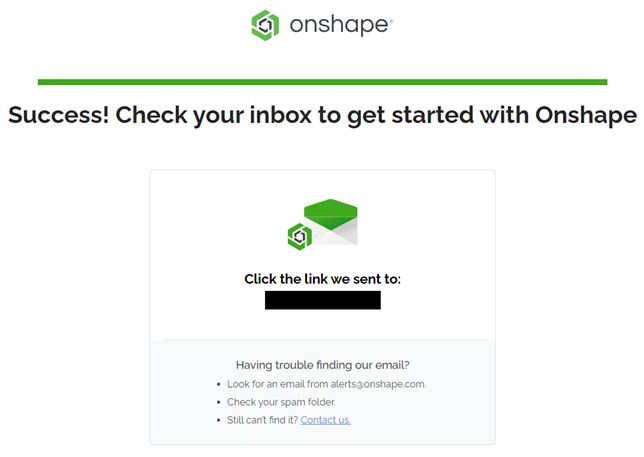 onshape®
Success! Check your inbox to get started with Onshape
Click the link we sent to:
Having trouble finding our email?
• Look for an email from alerts@onshape.com.
• Check your spam folder.
• Still can't find it? Contact us.